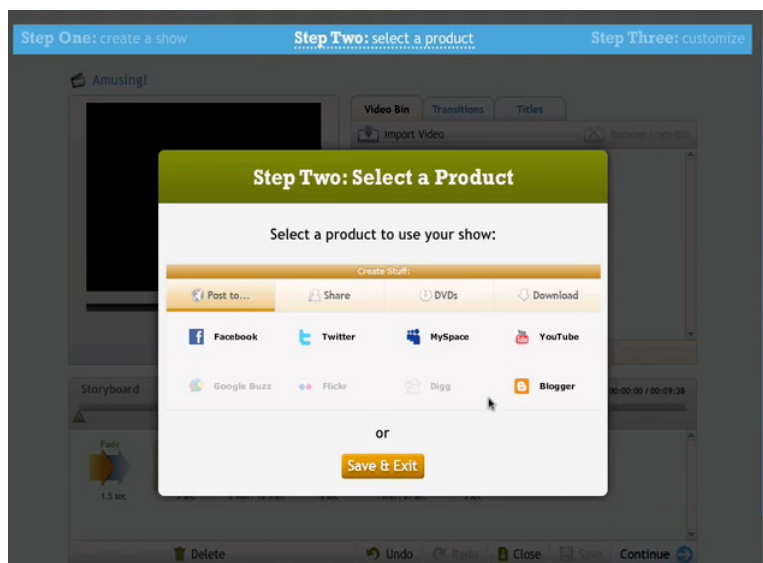 Step One: create a show
Step Two: select a product
Step Three: customize
Amusing!
Video Bin
Transitions
Titles
Import Video
Remove from Bin
Step Two: Select a Product
Select a product to use your show:
Create Stuff:
Post to...
Share
DVDs
Download
Facebook
Twitter
MySpace
YouTube
Google Buzz
Flickr
Digg
Blogger
or
Save & Exit
Storyboard
00:00:00 / 00:09:38
Fade
1.5 sec
Delete
Undo
Redo
Close
Save
Continue